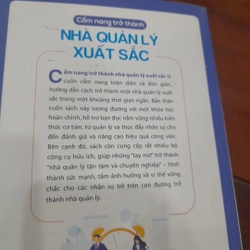 Cẩm nang trở thành
NHÀ QUẢN LÝ
XUẤT SẮC
Cẩm nang trở thành nhà quản lý xuất sắc là
cuốn cẩm nang toàn diện và đơn giản,
hướng dẫn cách trở thành một nhà quản lý xuất
sắc trong một khoảng thời gian ngắn. Bản thân
cuốn sách này tương đương với một khóa học
hoàn chỉnh, hỗ trợ bạn đọc nắm vững nhiều kiến
thức cơ bản, từ quản lý và thúc đẩy nhân sự cho
đến đánh giá và nâng cao hiệu quả công việc.
Bên cạnh đó, sách còn cung cấp rất nhiều bộ
công cụ hữu ích, giúp những "tay mơ" trở thành
"nhà quản lý tận tâm và chuyên nghiệp" – hình
thành sức mạnh, tầm ảnh hưởng và vị thế vững
chắc cho các nhân sự trẻ trên con đường trở
thành nhà quản lý.